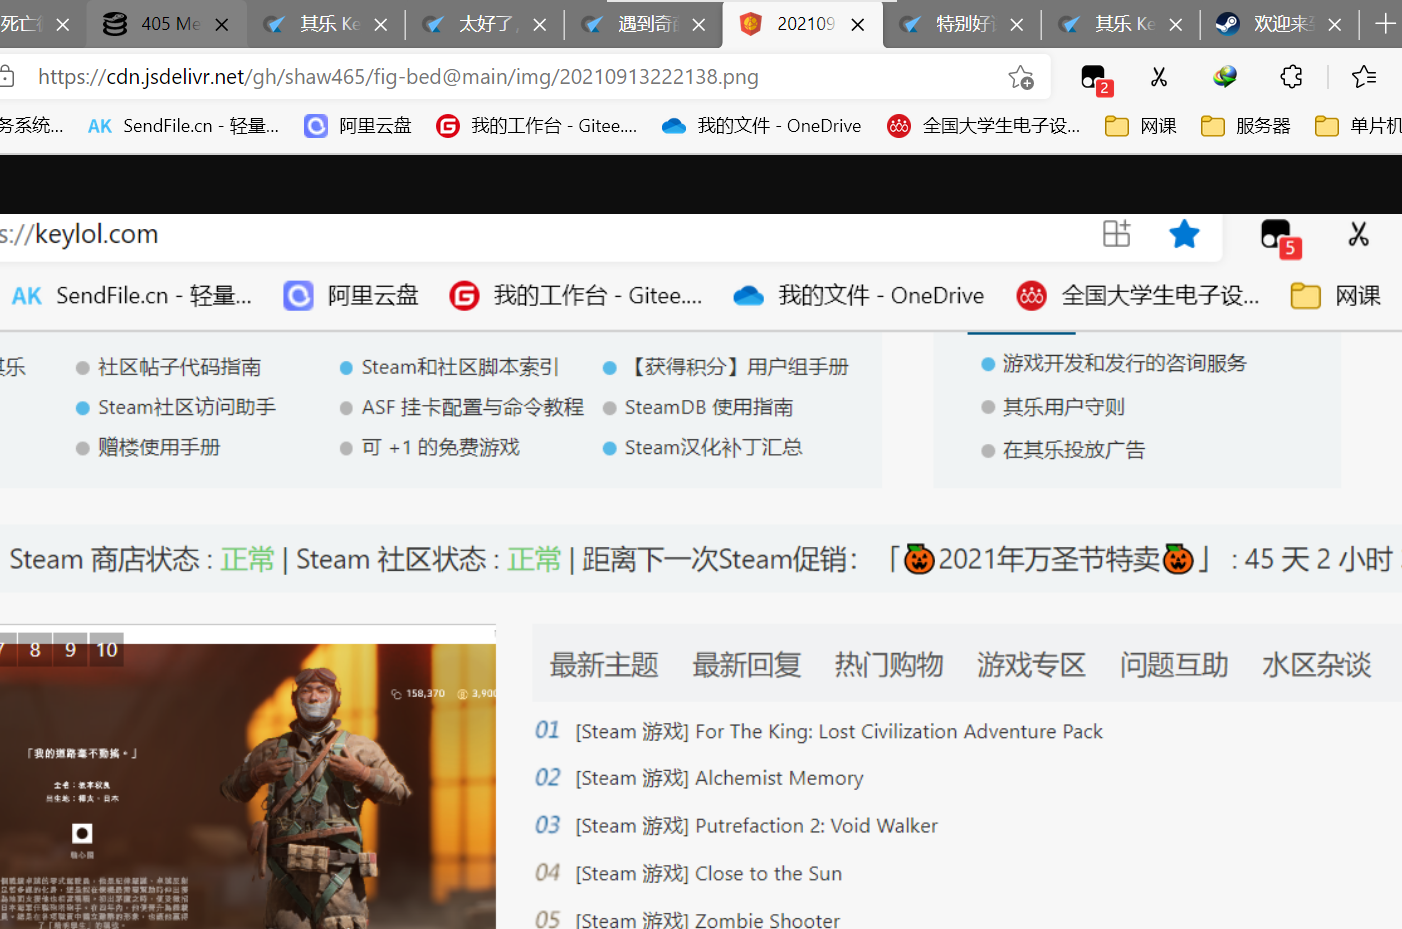 死亡 405 Me 其乐 Ke 太好了, 遇到奇 202109 特别好 其乐 Ke 欢迎来
https://cdn.jsdelivr.net/gh/shaw465/fig-bed@main/img/20210913222138.png 2
务系统... AK SendFile.cn - 轻量... 阿里云盘 我的工作台 - Gitee.... 我的文件 - OneDrive 全国大学生电子设... 网课 服务器 单片机
s://keylol.com 5
AK SendFile.cn - 轻量... 阿里云盘 我的工作台 - Gitee.... 我的文件 - OneDrive 全国大学生电子设... 网课
其乐 社区帖子代码指南 Steam和社区脚本索引 【获得积分】用户组手册 游戏开发和发行的咨询服务
Steam社区访问助手 ASF 挂卡配置与命令教程 SteamDB 使用指南 其乐用户守则
赠楼使用手册 可 +1 的免费游戏 Steam汉化补丁汇总 在其乐投放广告
Steam 商店状态 : 正常 | Steam 社区状态 : 正常 | 距离下一次Steam促销: 「🎃2021年万圣节特卖🎃」 : 45 天 2 小时
7 8 9 10
158,370 3,900
「我的道路毫不動搖。」
出生地：樺太，日本
最新主题 最新回复 热门购物 游戏专区 问题互助 水区杂谈
01 [Steam 游戏] For The King: Lost Civilization Adventure Pack
02 [Steam 游戏] Alchemist Memory
03 [Steam 游戏] Putrefaction 2: Void Walker
04 [Steam 游戏] Close to the Sun
05 [Steam 游戏] Zombie Shooter